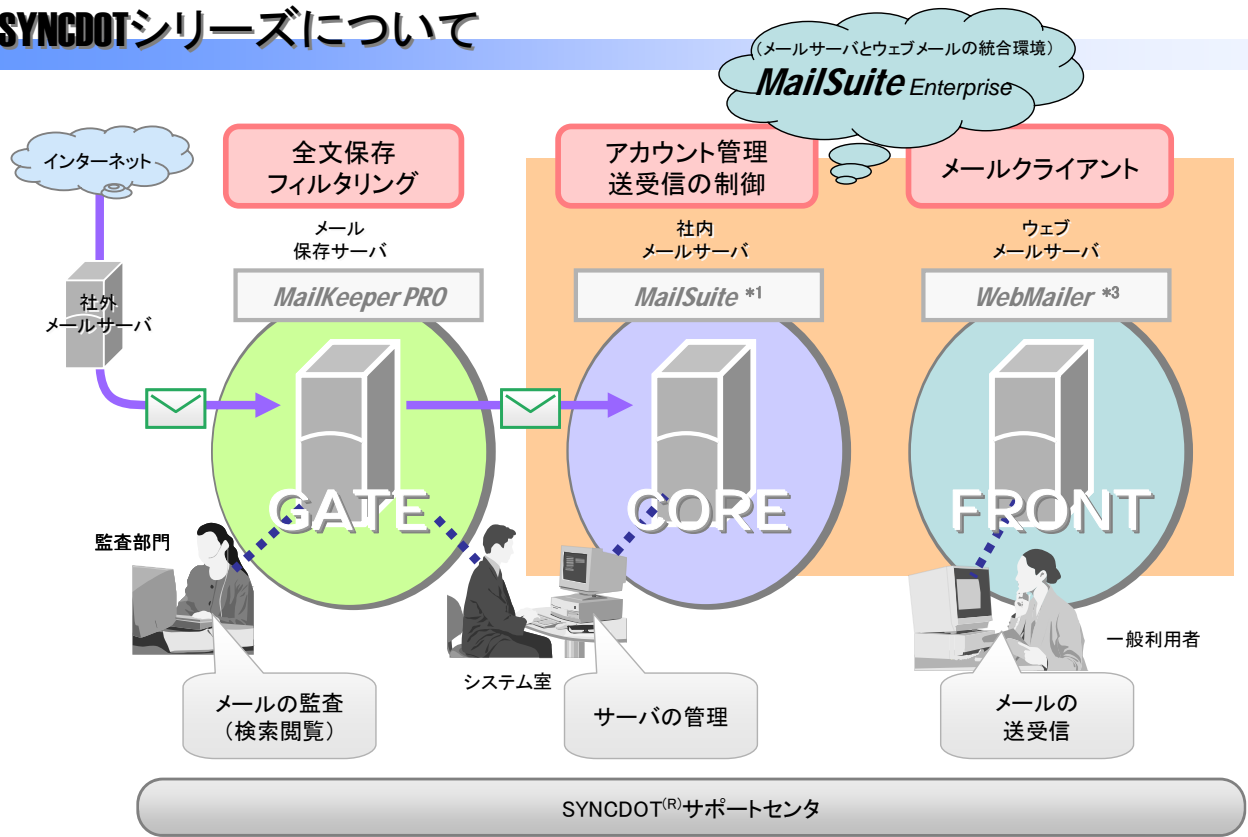 SYNCDOTシリーズについて
(メールサーバとウェブメールの統合環境)
MailSuite Enterprise
インターネット
全文保存
フィルタリング
アカウント管理
送受信の制御
メールクライアント
メール
保存サーバ
社内
メールサーバ
ウェブ
メールサーバ
社外
メールサーバ
MailKeeper PRO
MailSuite *1
WebMailer *3
GATE
CORE
FRONT
監査部門
システム室
一般利用者
メールの監査
(検索閲覧)
サーバの管理
メールの
送受信
SYNCDOT(R)サポートセンタ